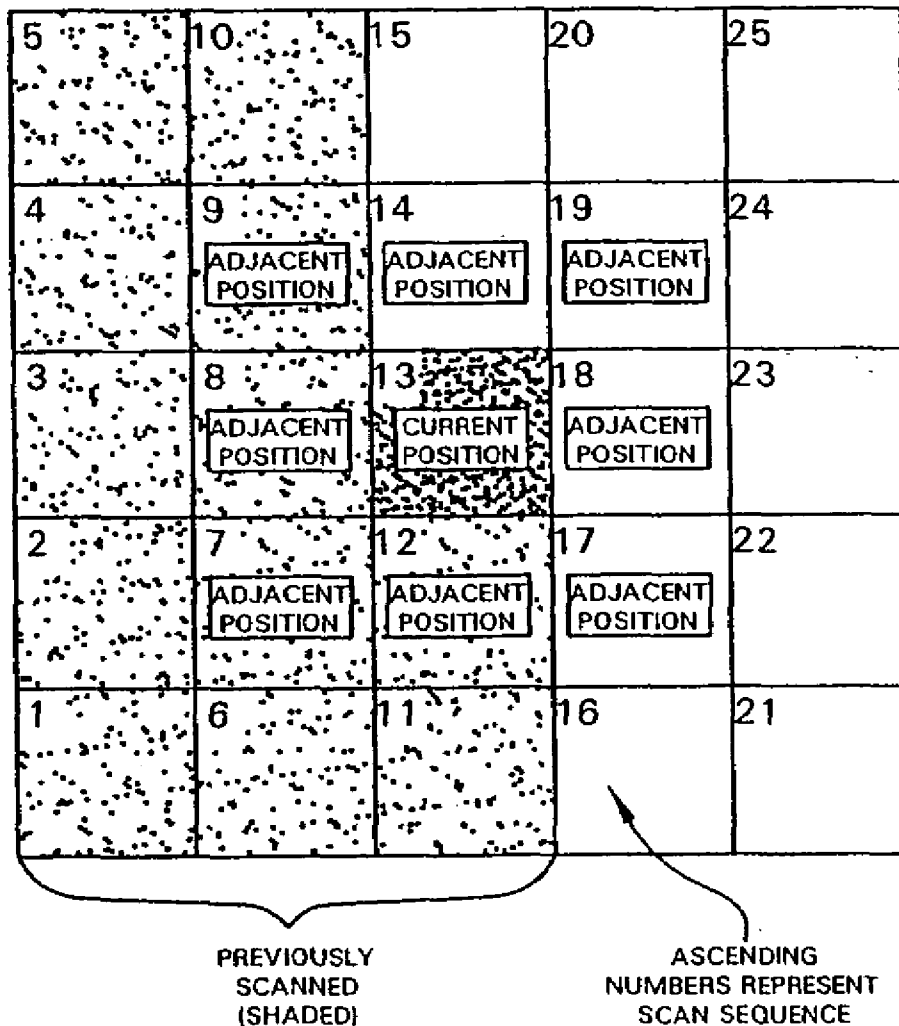 5 10 15 20 25
4 9 14 19 24
ADJACENT POSITION ADJACENT POSITION ADJACENT POSITION
3 8 13 18 23
ADJACENT POSITION CURRENT POSITION ADJACENT POSITION
2 7 12 17 22
ADJACENT POSITION ADJACENT POSITION ADJACENT POSITION
1 6 11 16 21
PREVIOUSLY
SCANNED
(SHADED)
ASCENDING
NUMBERS REPRESENT
SCAN SEQUENCE